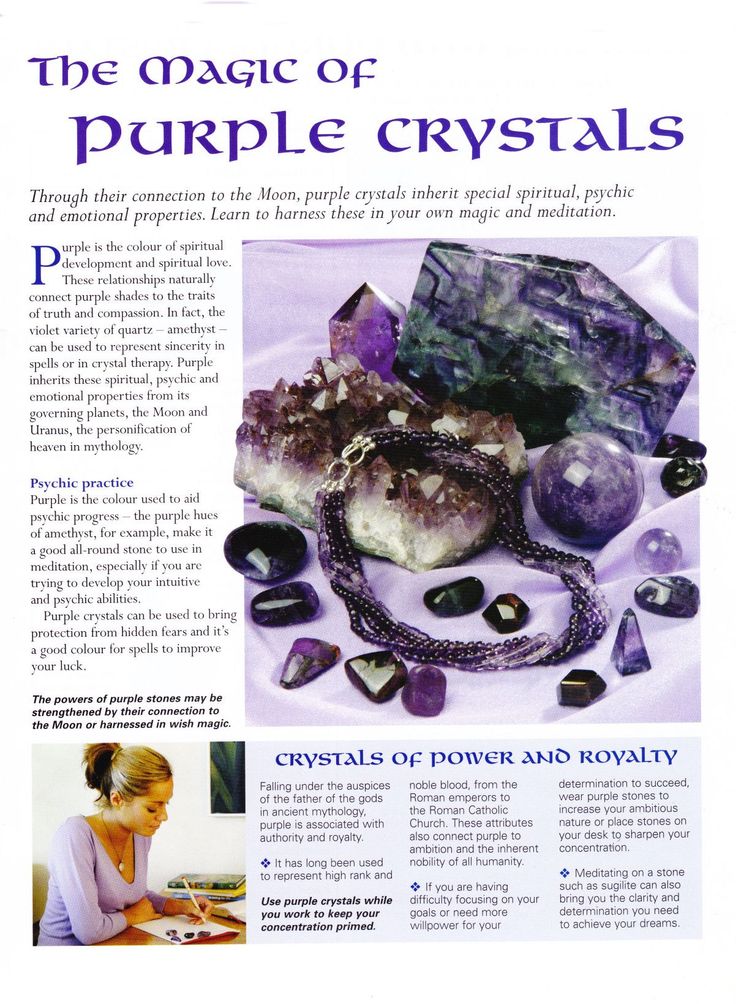 The Magic of
Purple Crystals
Through their connection to the Moon, purple crystals inherit special spiritual, psychic
and emotional properties. Learn to harness these in your own magic and meditation.
Purple is the colour of spiritual
development and spiritual love.
These relationships naturally
connect purple shades to the traits
of truth and compassion. In fact, the
violet variety of quartz – amethyst –
can be used to represent sincerity in
spells or in crystal therapy. Purple
inherits these spiritual, psychic and
emotional properties from its
governing planets, the Moon and
Uranus, the personification of
heaven in mythology.
Psychic practice
Purple is the colour used to aid
psychic progress – the purple hues
of amethyst, for example, make it
a good all-round stone to use in
meditation, especially if you are
trying to develop your intuitive
and psychic abilities.
Purple crystals can be used to bring
protection from hidden fears and it's
a good colour for spells to improve
your luck.
The powers of purple stones may be
strengthened by their connection to
the Moon or harnessed in wish magic.
Crystals of power and royalty
Falling under the auspices
of the father of the gods
in ancient mythology,
purple is associated with
authority and royalty.
❖ It has long been used
to represent high rank and
noble blood, from the
Roman emperors to
the Roman Catholic
Church. These attributes
also connect purple to
ambition and the inherent
nobility of all humanity.
❖ If you are having
difficulty focusing on your
goals or need more
willpower for your
determination to succeed,
wear purple stones to
increase your ambitious
nature or place stones on
your desk to sharpen your
concentration.
❖ Meditating on a stone
such as sugilite can also
bring you the clarity and
determination you need
to achieve your dreams.
Use purple crystals while
you work to keep your
concentration primed.